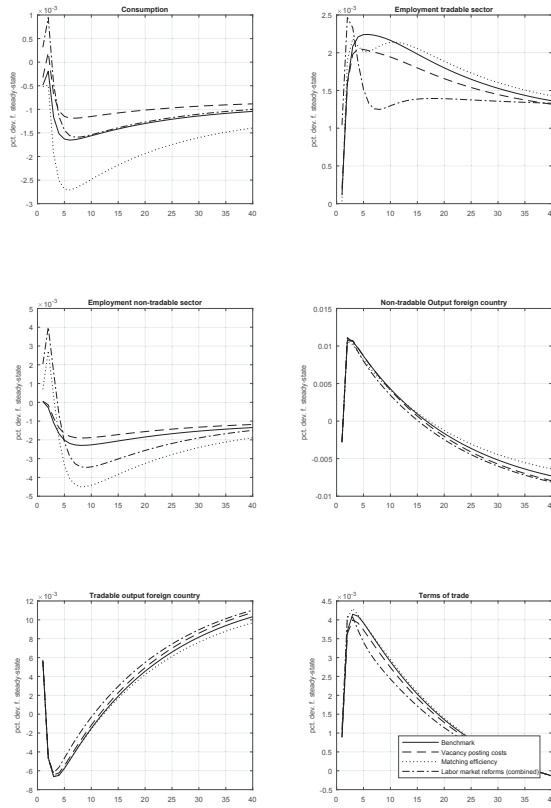 Consumption
×10⁻³
1
0.5
0
-0.5
-1
-1.5
-2
-2.5
-3
pct. dev. f. steady-state
0 5 10 15 20 25 30 35 40
Employment tradable sector
×10⁻³
2.5
2
1.5
1
0.5
0
pct. dev. f. steady-state
0 5 10 15 20 25 30 35 40
Employment non-tradable sector
×10⁻³
5
4
3
2
1
0
-1
-2
-3
-4
-5
pct. dev. f. steady-state
0 5 10 15 20 25 30 35 40
Non-tradable Output foreign country
0.015
0.01
0.005
0
-0.005
-0.01
pct. dev. f. steady-state
0 5 10 15 20 25 30 35 40
Tradable output foreign country
×10⁻³
12
10
8
6
4
2
0
-2
-4
-6
-8
pct. dev. f. steady-state
0 5 10 15 20 25 30 35 40
Terms of trade
×10⁻³
4.5
4
3.5
3
2.5
2
1.5
1
0.5
0
-0.5
pct. dev. f. steady-state
Benchmark
Vacancy posting costs
Matching efficiency
Labor market reforms (combined)
0 5 10 15 20 25 30 35 40